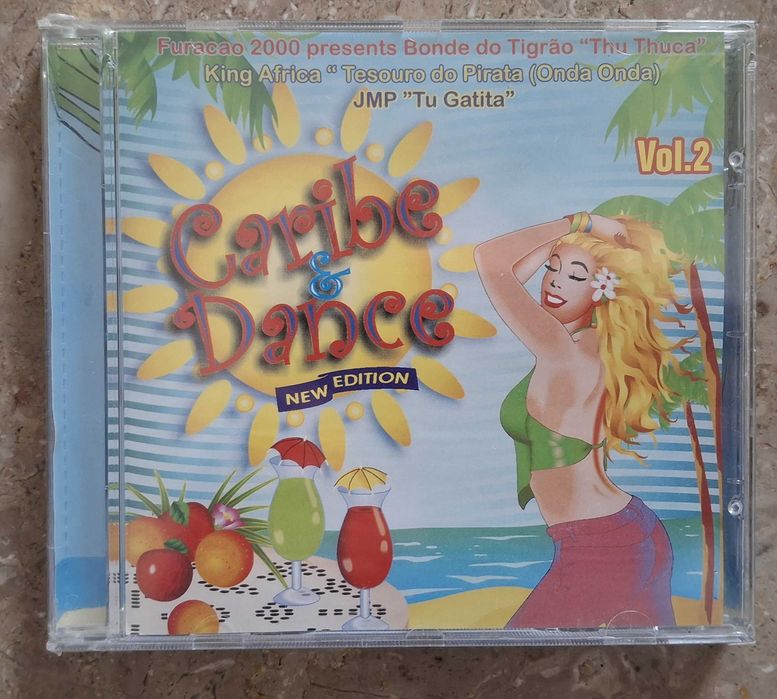 Furacao 2000 presents Bonde do Tigrão "Thu Thuca"
King Africa “ Tesouro do Pirata (Onda Onda)
JMP ”Tu Gatita”
Vol.2
Caribe
&
Dance
NEW EDITION